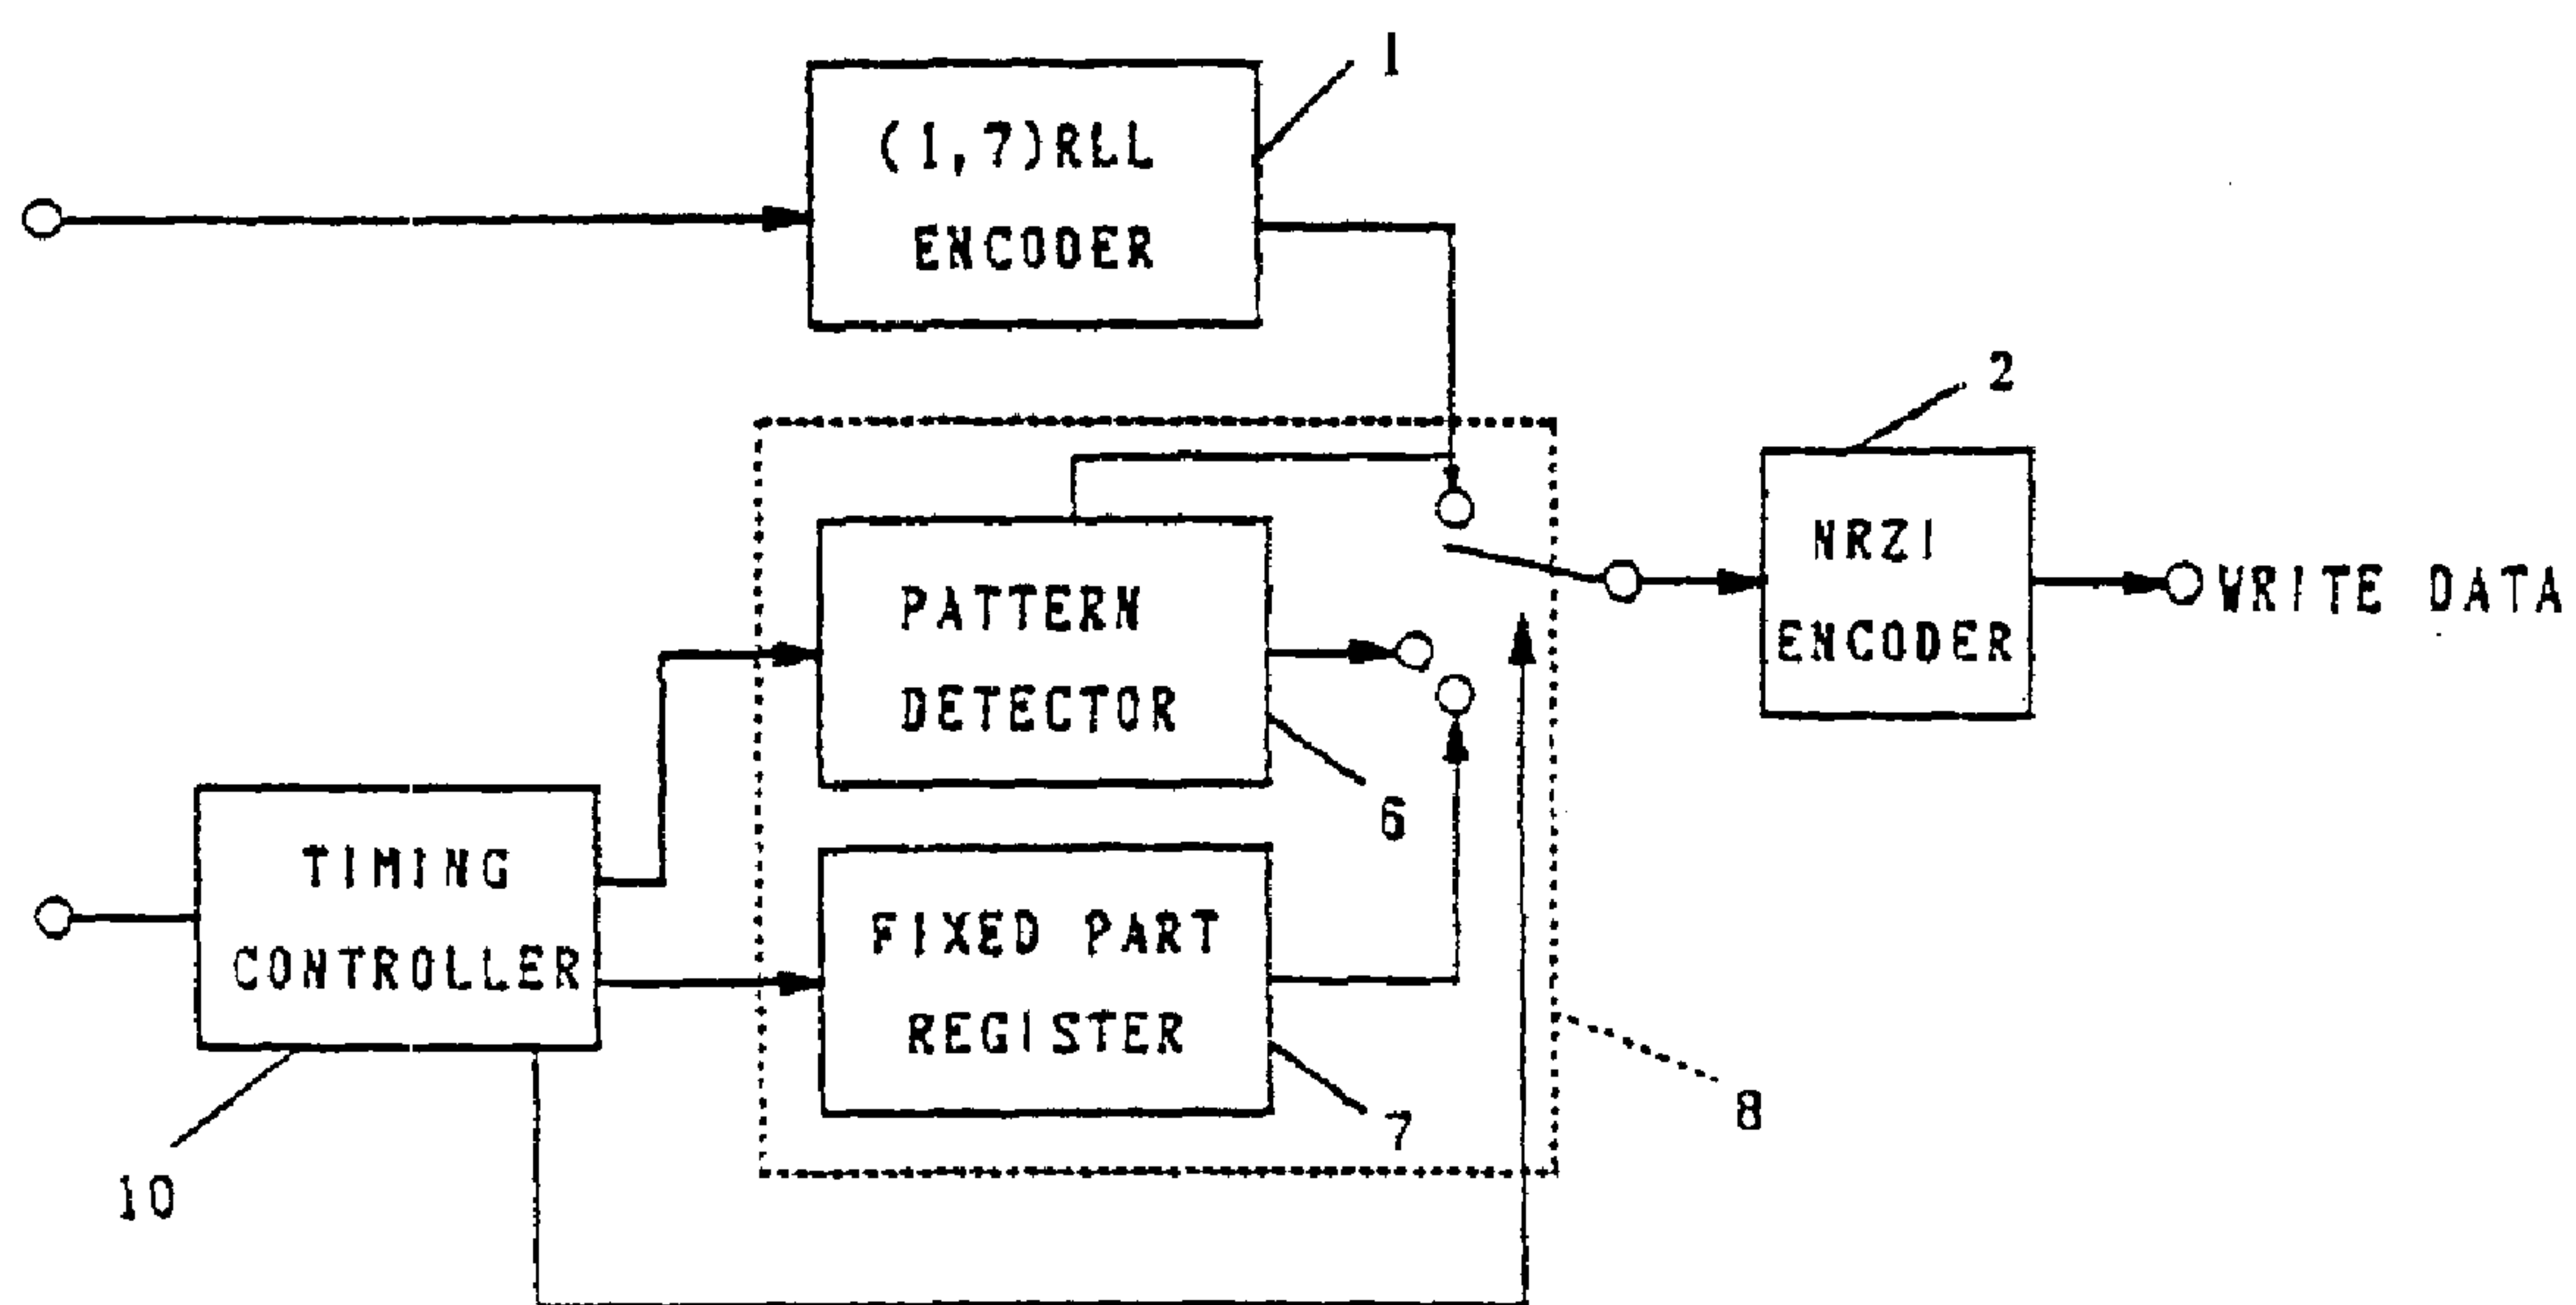 1
(1,7)RLL
ENCODER
2
NRZI
ENCODER
WRITE DATA
PATTERN
DETECTOR
6
TIMING
CONTROLLER
10
FIXED PART
REGISTER
7
8